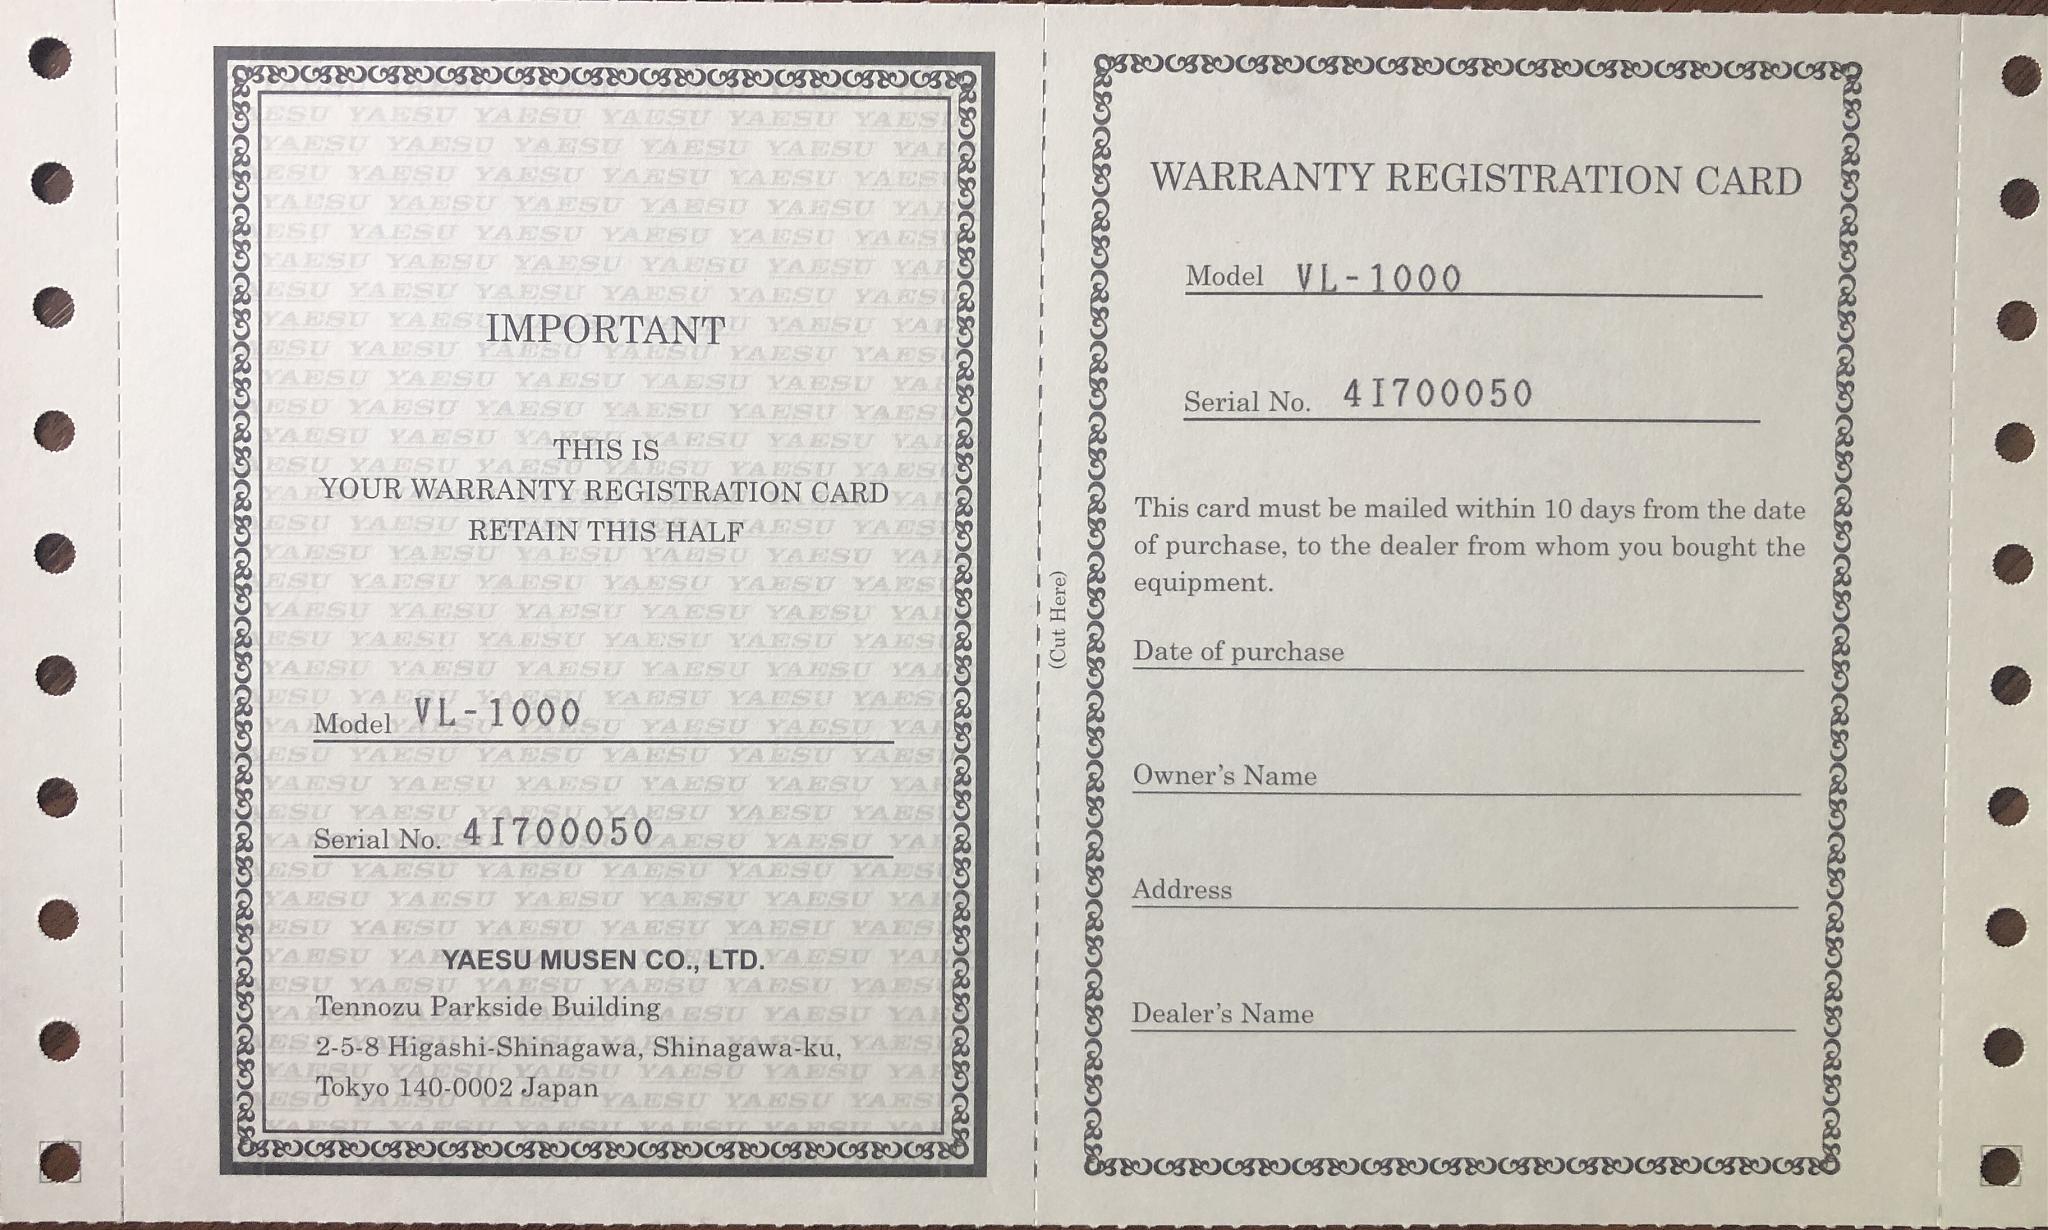 IMPORTANT
THIS IS
YOUR WARRANTY REGISTRATION CARD
RETAIN THIS HALF
Model VL-1000
Serial No. 4I700050
YAESU MUSEN CO., LTD.
Tennozu Parkside Building
2-5-8 Higashi-Shinagawa, Shinagawa-ku,
Tokyo 140-0002 Japan
(Cut Here)
WARRANTY REGISTRATION CARD
Model VL-1000
Serial No. 4I700050
This card must be mailed within 10 days from the date
of purchase, to the dealer from whom you bought the
equipment.
Date of purchase
Owner's Name
Address
Dealer's Name